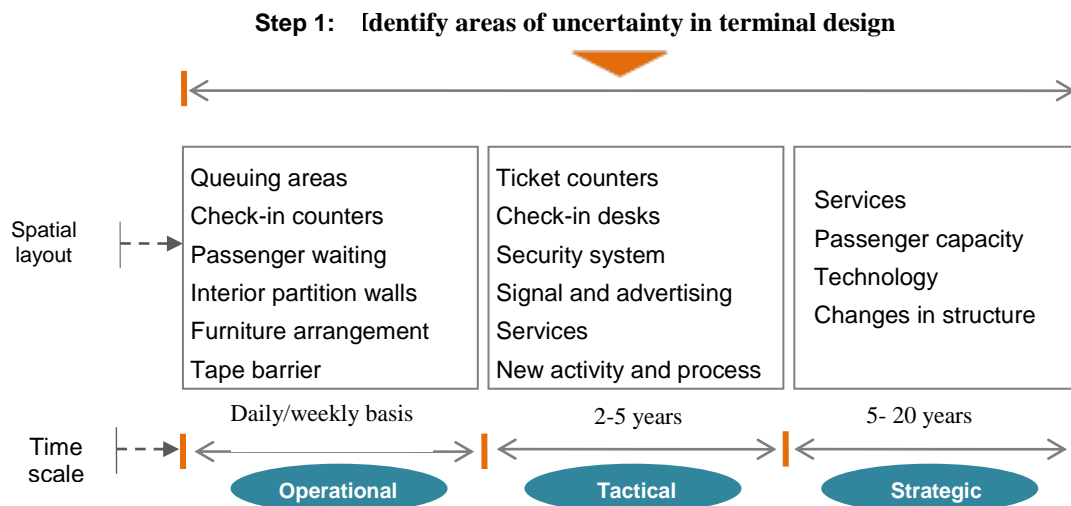 Step 1: Identify areas of uncertainty in terminal design
Spatial
layout
Queuing areas
Check-in counters
Passenger waiting
Interior partition walls
Furniture arrangement
Tape barrier
Ticket counters
Check-in desks
Security system
Signal and advertising
Services
New activity and process
Services
Passenger capacity
Technology
Changes in structure
Time
scale
Daily/weekly basis
2-5 years
5- 20 years
Operational
Tactical
Strategic